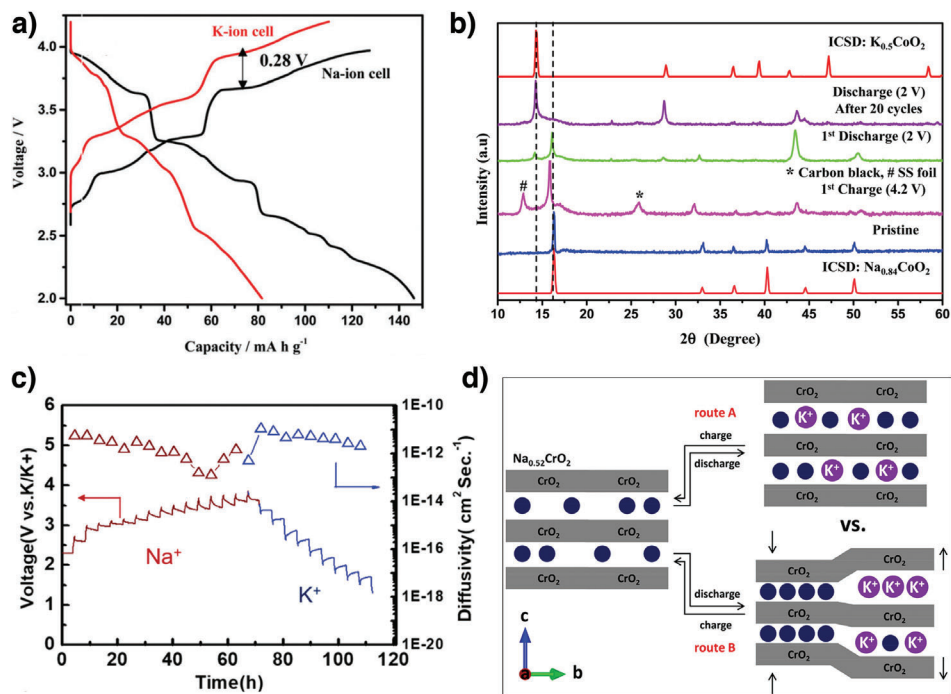 a)
K-ion cell
0.28 V
Na-ion cell
Voltage / V
4.0
3.5
3.0
2.5
2.0
0 20 40 60 80 100 120 140
Capacity / mA h g-1
b)
ICSD: K0.5CoO2
Discharge (2 V)
After 20 cycles
1st Discharge (2 V)
* Carbon black, # SS foil
1st Charge (4.2 V)
#
*
Pristine
ICSD: Na0.84CoO2
Intensity (a.u)
10 15 20 25 30 35 40 45 50 55 60
2θ (Degree)
c)
Voltage(V vs.K/K+)
6
5
4
3
2
1
0
Na+
K+
1E-10
1E-12
1E-14
1E-16
1E-18
1E-20
Diffusivity( cm2 Sec.-1)
0 20 40 60 80 100 120
Time(h)
d)
Na0.52CrO2
CrO2 CrO2
CrO2 CrO2
CrO2 CrO2
route A
charge
discharge
CrO2 CrO2
K+ K+
CrO2 CrO2
K+ K+
CrO2 CrO2
vs.
discharge
charge
route B
CrO2 CrO2
K+ K+ K+
CrO2 CrO2
K+ K+
CrO2 CrO2
c
a
b